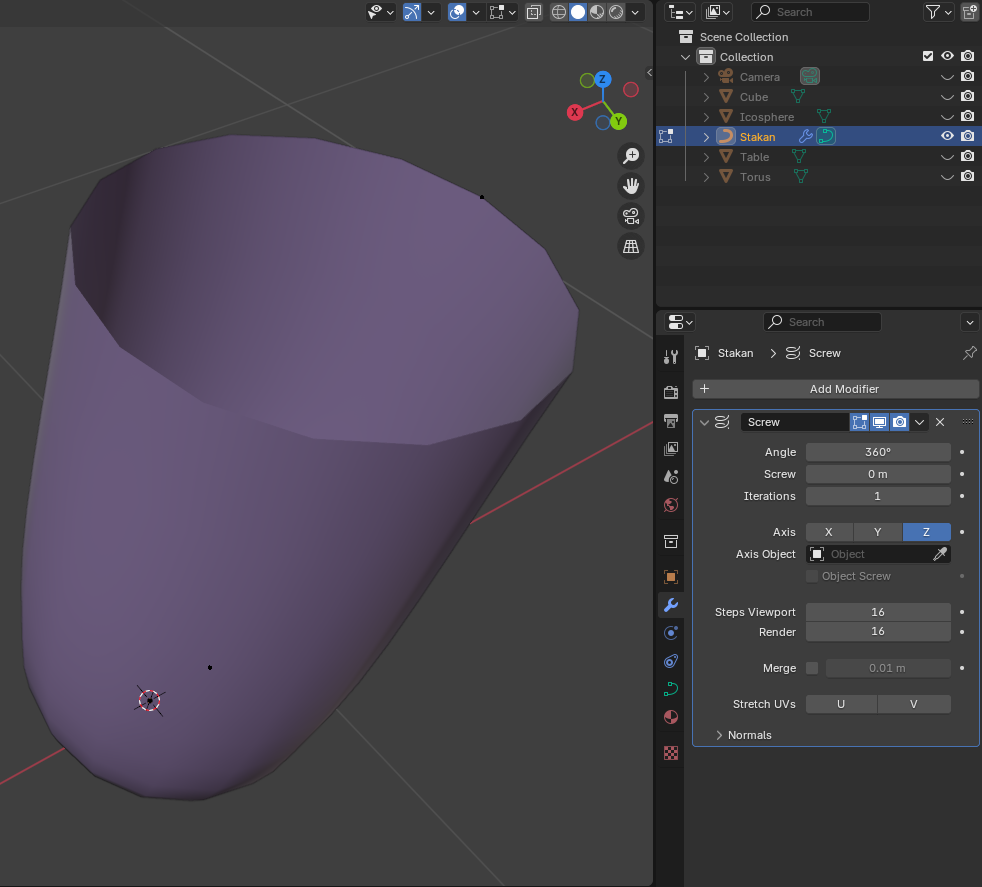 Search
Scene Collection
Collection
Camera
Cube
Icosphere
Stakan
Table
Torus
Z
X
Y
Search
Stakan > Screw
+ Add Modifier
Screw
Angle 360°
Screw 0 m
Iterations 1
Axis X Y Z
Axis Object Object
Object Screw
Steps Viewport 16
Render 16
Merge 0.01 m
Stretch UVs U V
Normals